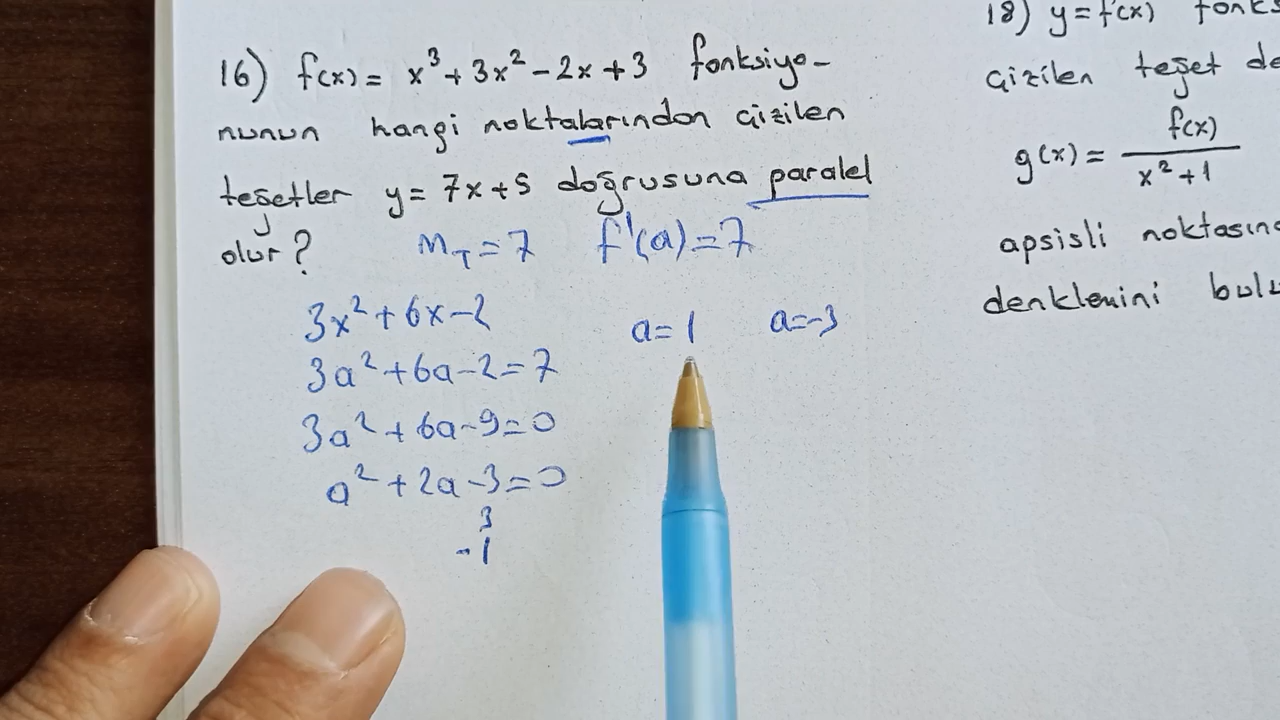 16) f(x) = x³ + 3x² - 2x + 3 fonksiyo-
nunun hangi noktalarından çizilen
teğetler y = 7x + 5 doğrusuna paralel
olur?
m_T = 7 f'(a) = 7
3x² + 6x - 2
3a² + 6a - 2 = 7
3a² + 6a - 9 = 0
a² + 2a - 3 = 0
3
-1
a = 1 a = -3
18) y = f(x)
çizilen teğet
g(x) = f(x) / x² + 1
apsisli
denklemini